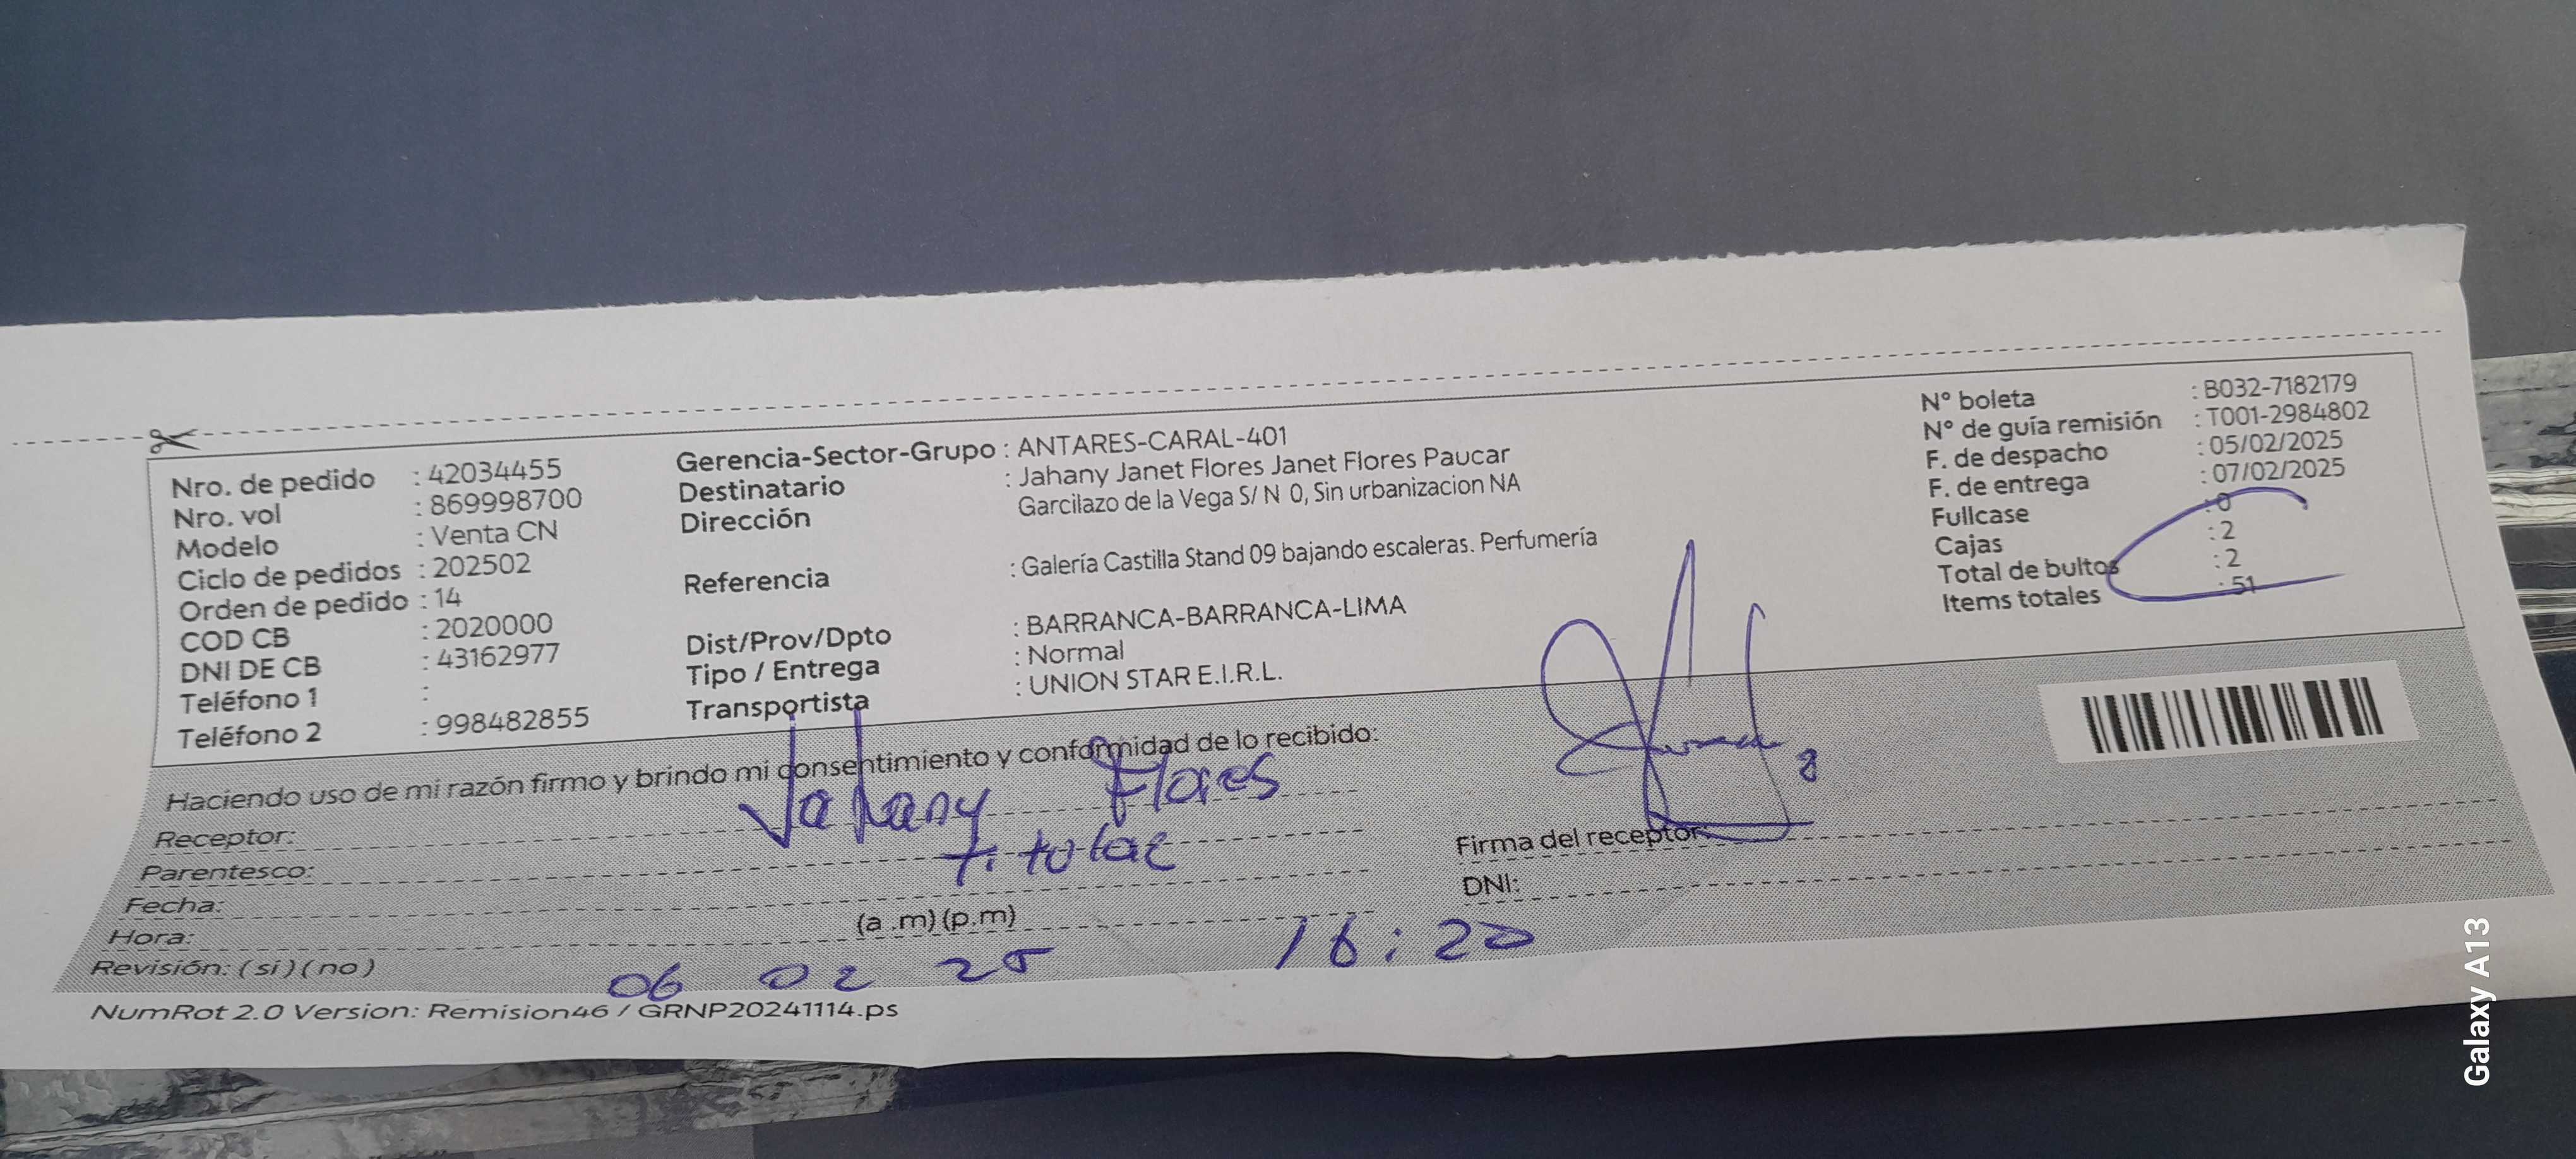 Nro. de pedido : 42034455
Nro. vol : 869998700
Modelo : Venta CN
Ciclo de pedidos : 202502
Orden de pedido : 14
COD CB : 2020000
DNI DE CB : 43162977
Teléfono 1 :
Teléfono 2 : 998482855
Gerencia-Sector-Grupo : ANTARES-CARAL-401
Destinatario : Jahany Janet Flores Janet Flores Paucar
Dirección Garcilazo de la Vega S/ N 0, Sin urbanizacion NA
Referencia : Galería Castilla Stand 09 bajando escaleras. Perfumería
Dist/Prov/Dpto : BARRANCA-BARRANCA-LIMA
Tipo / Entrega : Normal
Transportista : UNION STAR E.I.R.L.
N° boleta : B032-7182179
N° de guía remisión : T001-2984802
F. de despacho : 05/02/2025
F. de entrega : 07/02/2025
Fullcase : 0
Cajas : 2
Total de bultos : 2
Items totales : 51
Haciendo uso de mi razón firmo y brindo mi consentimiento y conformidad de lo recibido:
Receptor: Jahany Flores
Parentesco: titular
Fecha:
Hora: (a .m) (p.m)
Revisión: (si) (no)
06 02 25 16:20
Firma del receptor:
DNI:
NumRot 2.0 Version: Remision46 / GRNP20241114.ps
Galaxy A13